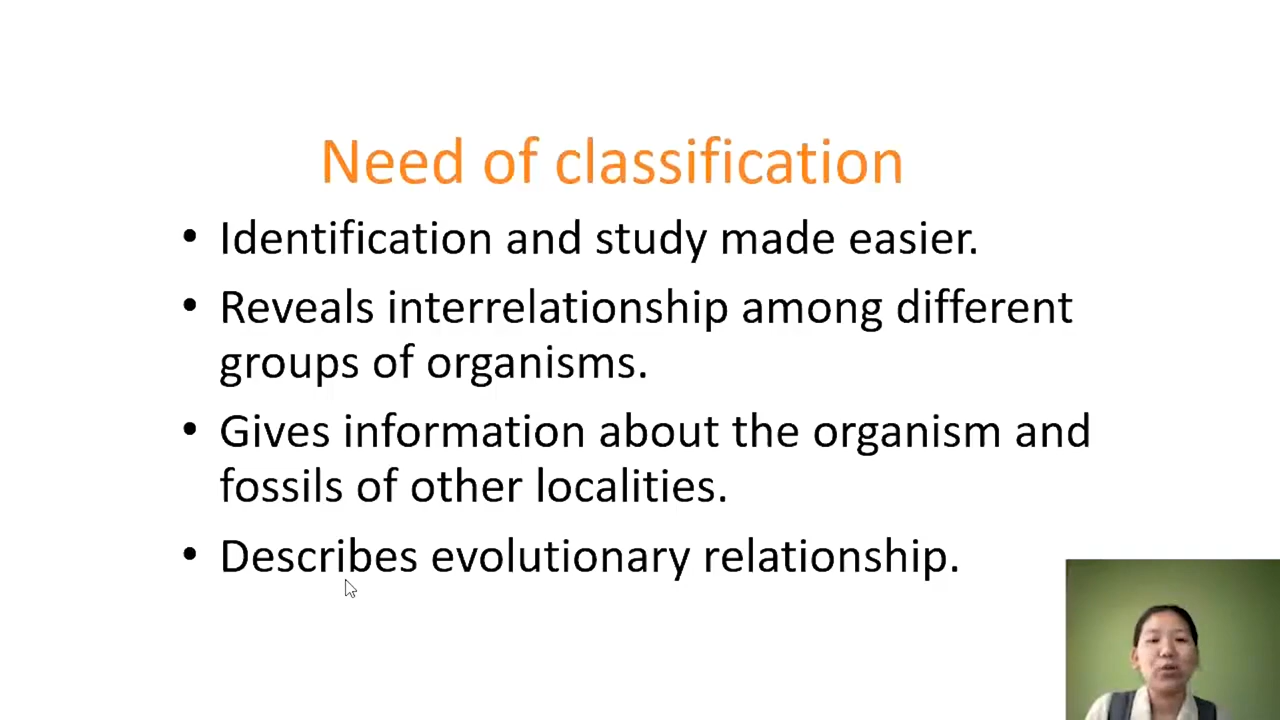 Need of classification
• Identification and study made easier.
• Reveals interrelationship among different
groups of organisms.
• Gives information about the organism and
fossils of other localities.
• Describes evolutionary relationship.